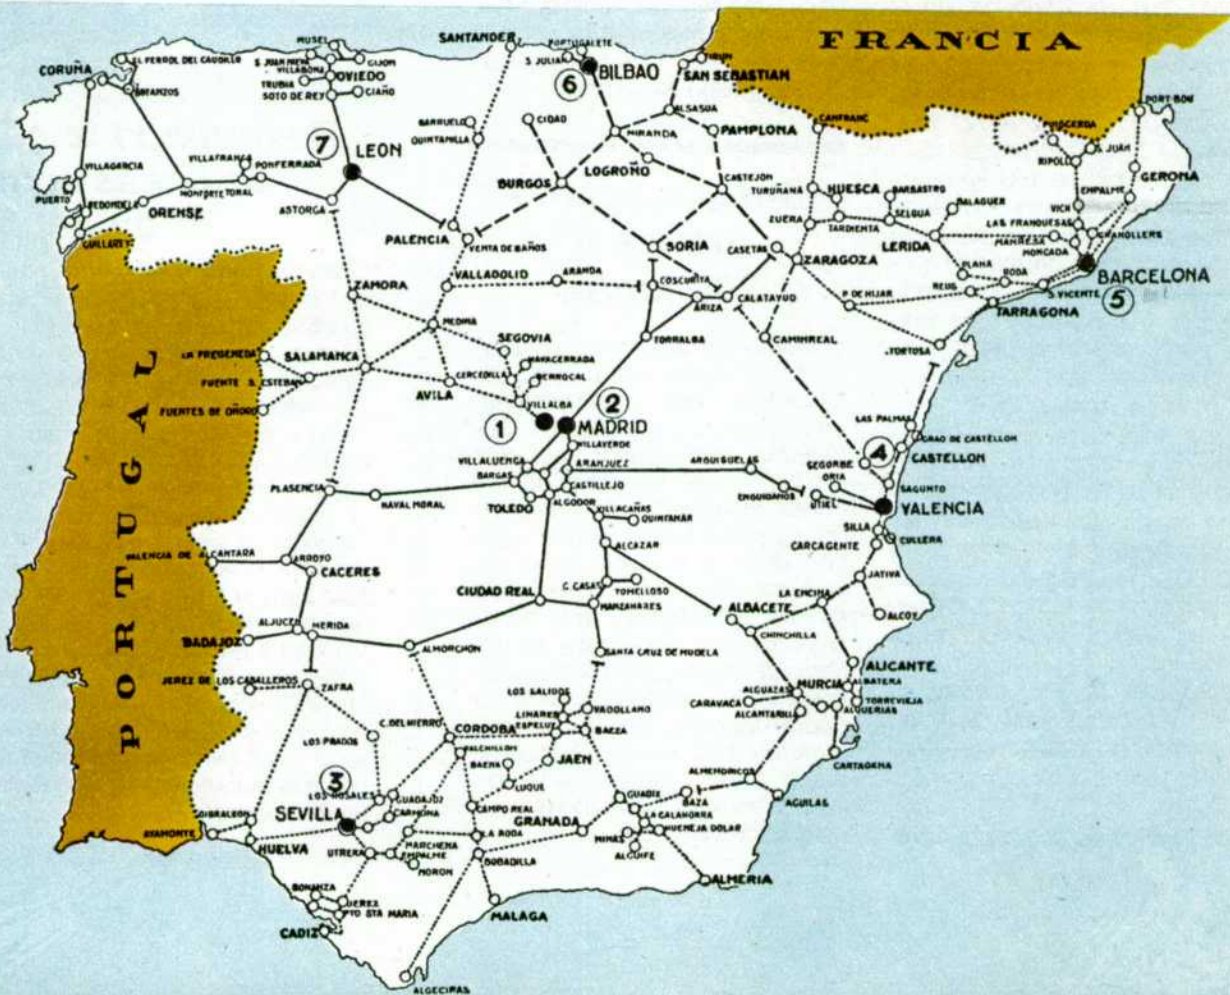 FRANCIA
PORTUGAL
CORUÑA
EL FERROL DEL CAUDILLO
BETANZOS
MUSEL
GIJON
VILLABONA
OVIEDO
TRUBIA
SOTO DE REY
CIAÑO
SANTANDER
PORTUGALETE
S. JULIAN
6
BILBAO
IRUN
SAN SEBASTIAN
ALSASUA
PAMPLONA
CIDAD
MIRANDA
LOGROÑO
BARRUELO
QUINTANILLA
7
LEON
VILLAFRANCA
PONFERRADA
TORAL
MONFORTE
VILLAGARCIA
PUERTO
REDONDELA
GUILLAREY
ORENSE
ASTORGA
BURGOS
CASTEJON
PALENCIA
VENTA DE BAÑOS
SORIA
CASETAS
CANFRANC
TURUÑANA
HUESCA
BARBASTRO
ZUERA
TARDIENTA
SELGUA
BALAGUER
LERIDA
ZARAGOZA
PORT-BOU
PUIGCERDA
S. JUAN
RIPOLL
GERONA
EMPALME
VICH
LAS FRANQUESAS
GRANOLLERS
MANRESA
MONCADA
BARCELONA
5
PLANA
RODA
REUS
S. VICENTE
TARRAGONA
P. DE HIJAR
TORTOSA
ZAMORA
VALLADOLID
ARANDA
COSCURITA
ARIZA
CALATAYUD
TORRALBA
CAMINREAL
MEDINA
SEGOVIA
NAVACERRADA
CERCEDILLA
BERROCAL
LA FREGENEDA
SALAMANCA
FUENTE S. ESTEBAN
FUENTES DE OÑORO
AVILA
VILLALBA
1
2
MADRID
VILLAVERDE
VILLALUENGA
BARGAS
ARANJUEZ
CASTILLEJO
TOLEDO
ALGODOR
ARGUISUELAS
ENGUIDANOS
LAS PALMAS
GRAO DE CASTELLON
CASTELLON
4
SEGORBE
UTIEL
SAGUNTO
VALENCIA
SILLA
CULLERA
CARCAGENTE
PLASENCIA
NAVALMORAL
VILLACAÑAS
QUINTANAR
ALCAZAR
VALENCIA DE ALCANTARA
ARROYO
CACERES
CIUDAD REAL
C. CASAS
TOMELLOSO
MANZANARES
JATIVA
LA ENCINA
ALCOY
ALBACETE
CHINCHILLA
ALJUCEN
MERIDA
BADAJOZ
ALMORCHON
SANTA CRUZ DE MUDELA
ALICANTE
ALBATERA
JEREZ DE LOS CABALLEROS
ZAFRA
LOS SALIDOS
LINARES
VADOLLANO
ESPELUY
BAEZA
MURCIA
ALGUAZAS
CARAVACA
ALCANTARILLA
TORREVIEJA
ALQUERIAS
CARTAGENA
LOS PRADOS
C. DEL HIERRO
CORDOBA
VALCHILLON
BAENA
LUQUE
JAEN
ALMENDRICOS
AGUILAS
3
LOS ROSALES
GUADAJOZ
CARMONA
SEVILLA
CAMPO REAL
GUADIX
BAZA
LA CALAHORRA
HUENEJA DOLAR
GRANADA
MINAS
ALQUIFE
LA RODA
BOBADILLA
GIBRALEON
AYAMONTE
HUELVA
UTRERA
MARCHENA
EMPALME
MORON
ALMERIA
BONANZA
JEREZ
PTO STA MARIA
CADIZ
MALAGA
ALGECIRAS